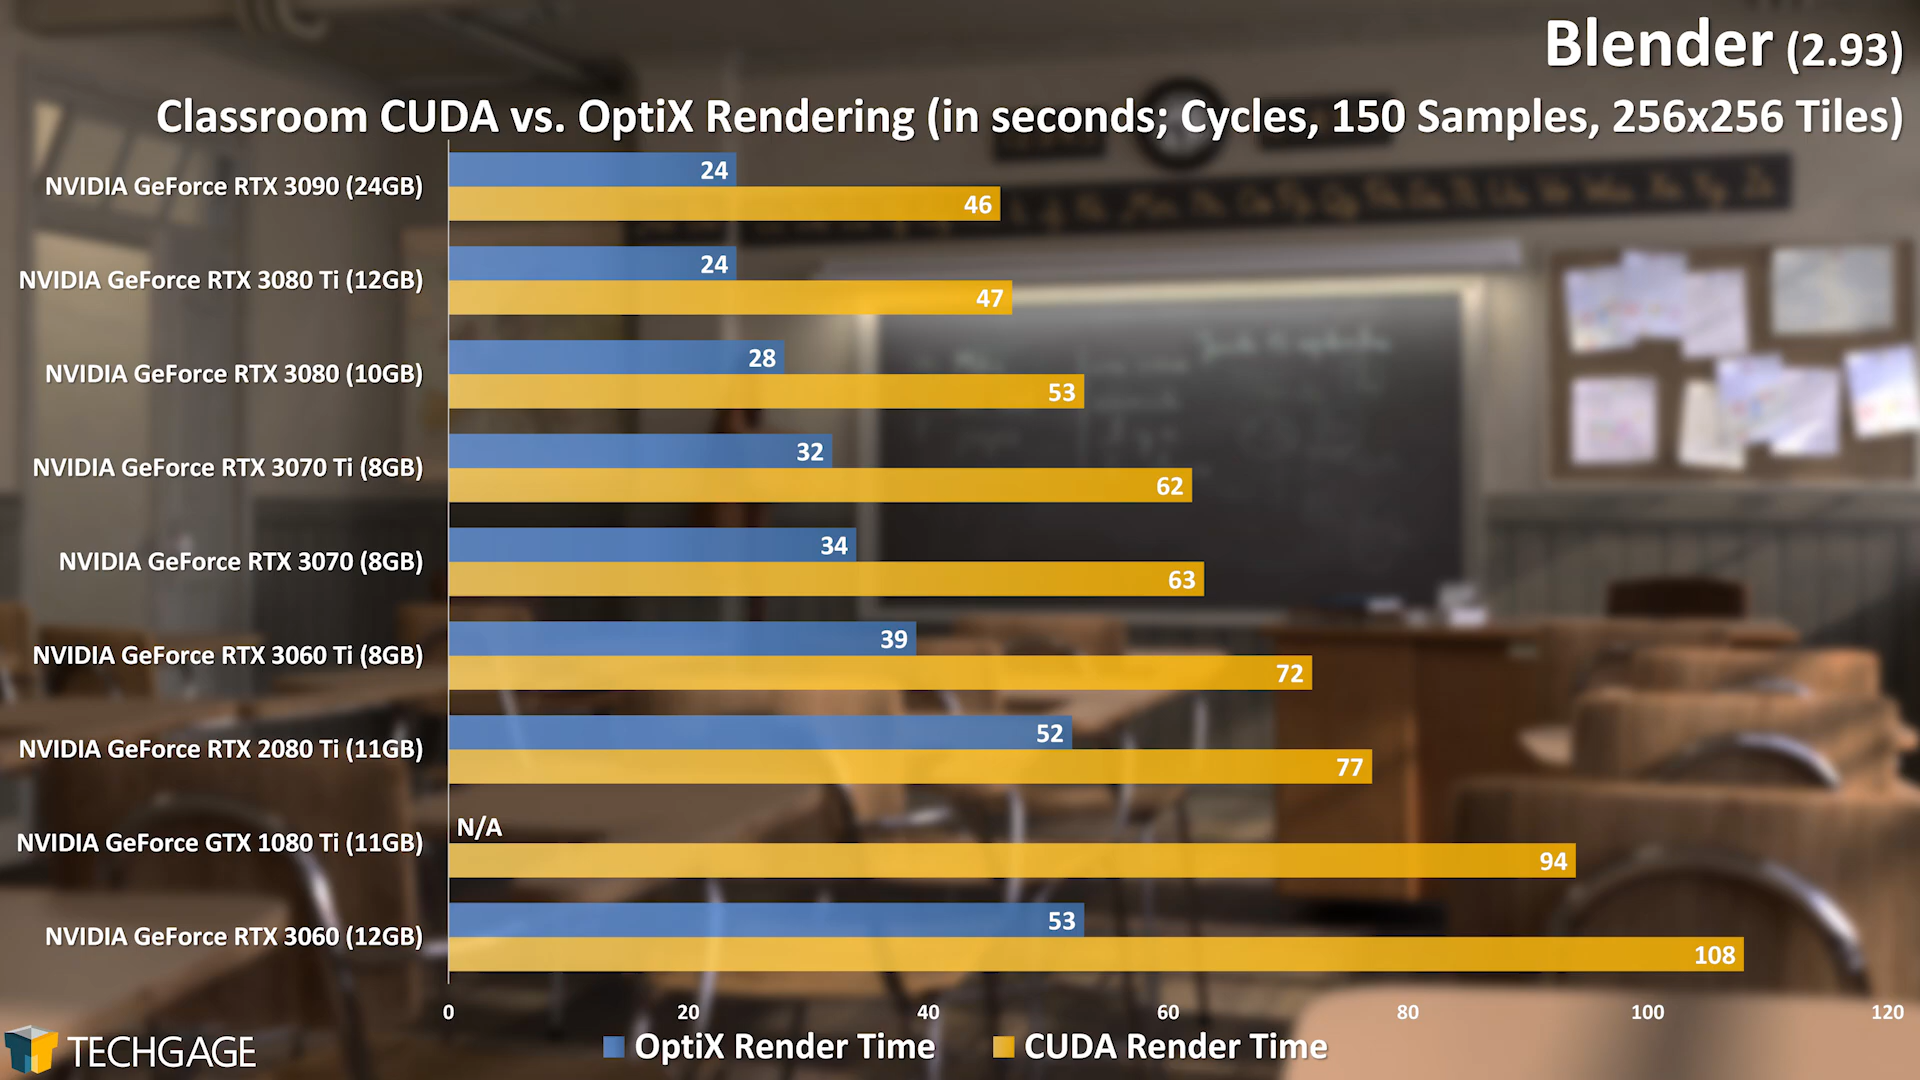 Blender (2.93)
Classroom CUDA vs. OptiX Rendering (in seconds; Cycles, 150 Samples, 256x256 Tiles)
NVIDIA GeForce RTX 3090 (24GB)
24
46
NVIDIA GeForce RTX 3080 Ti (12GB)
24
47
NVIDIA GeForce RTX 3080 (10GB)
28
53
NVIDIA GeForce RTX 3070 Ti (8GB)
32
62
NVIDIA GeForce RTX 3070 (8GB)
34
63
NVIDIA GeForce RTX 3060 Ti (8GB)
39
72
NVIDIA GeForce RTX 2080 Ti (11GB)
52
77
NVIDIA GeForce GTX 1080 Ti (11GB)
N/A
94
NVIDIA GeForce RTX 3060 (12GB)
53
108
0 20 40 60 80 100 120
OptiX Render Time CUDA Render Time
TECHGAGE